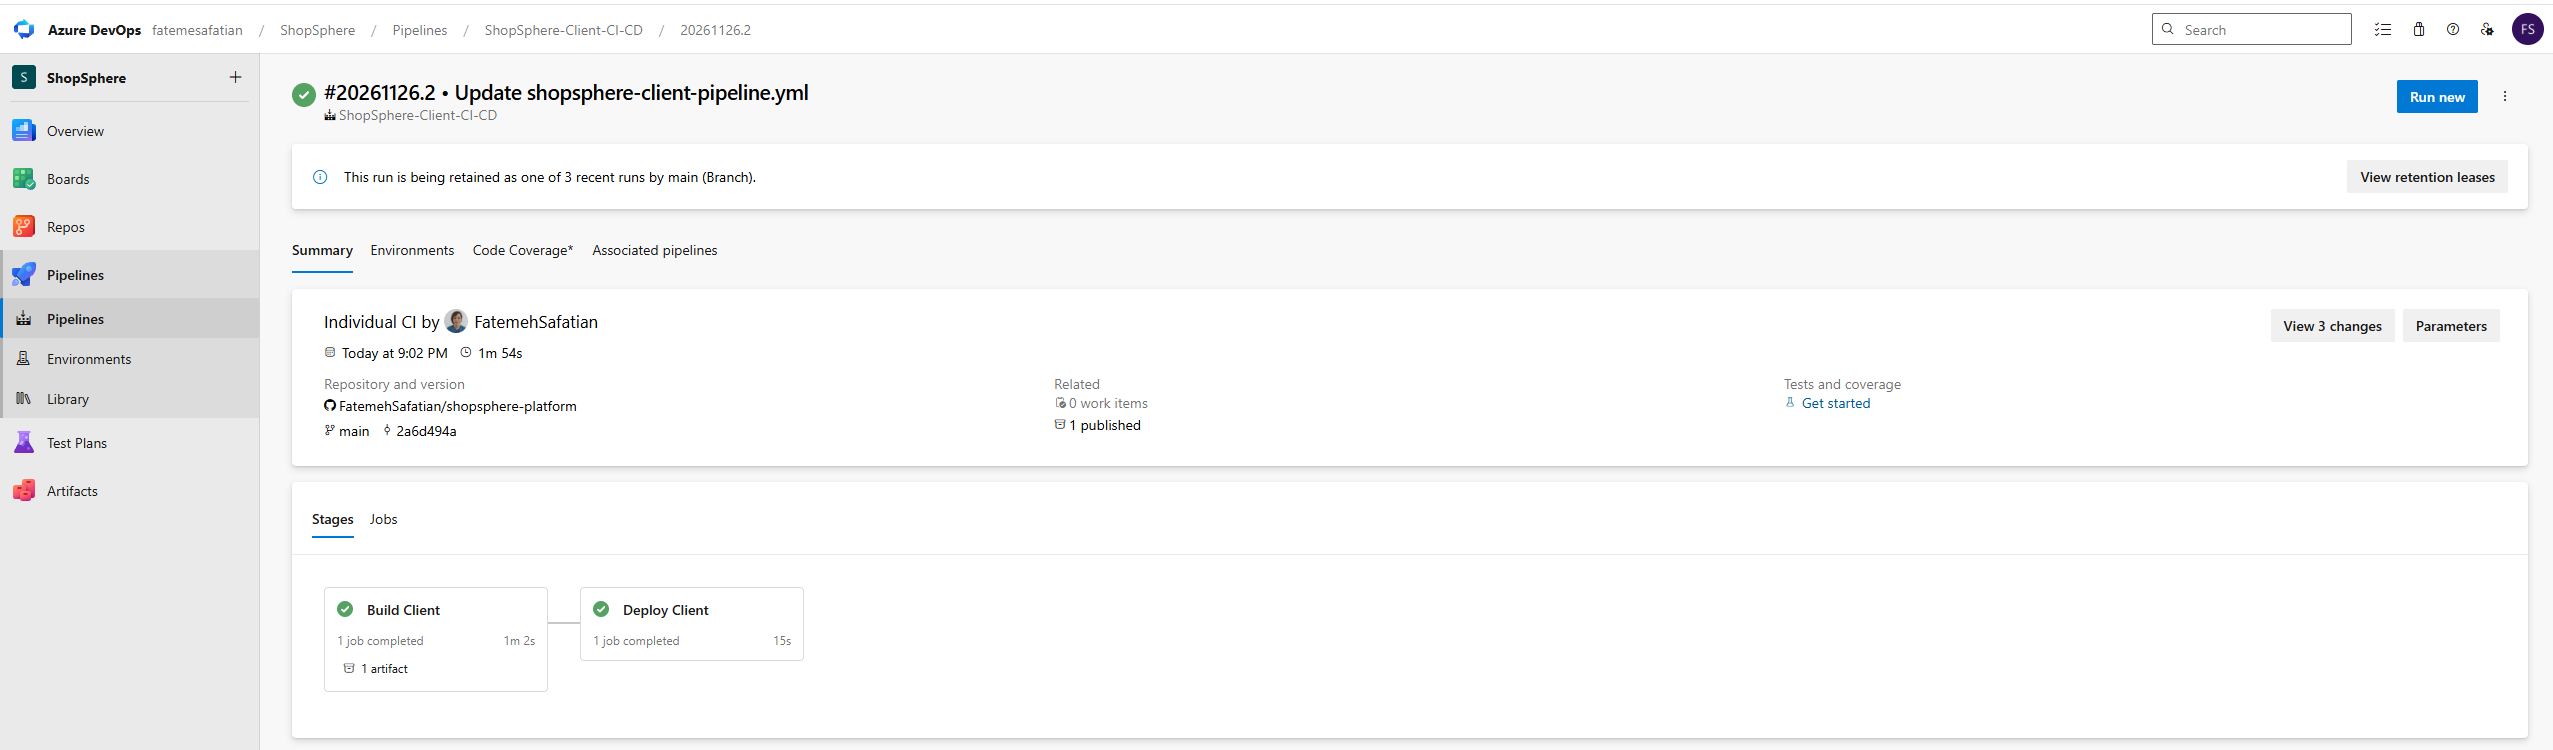 Azure DevOps fatemesafatian / ShopSphere / Pipelines / ShopSphere-Client-CI-CD / 20261126.2
Search
FS
S ShopSphere
Overview
Boards
Repos
Pipelines
Pipelines
Environments
Library
Test Plans
Artifacts
#20261126.2 • Update shopsphere-client-pipeline.yml
ShopSphere-Client-CI-CD
Run new
This run is being retained as one of 3 recent runs by main (Branch).
View retention leases
Summary Environments Code Coverage* Associated pipelines
Individual CI by FatemehSafatian
View 3 changes Parameters
Today at 9:02 PM 1m 54s
Repository and version
FatemehSafatian/shopsphere-platform
main 2a6d494a
Related
0 work items
1 published
Tests and coverage
Get started
Stages Jobs
Build Client
1 job completed 1m 2s
1 artifact
Deploy Client
1 job completed 15s